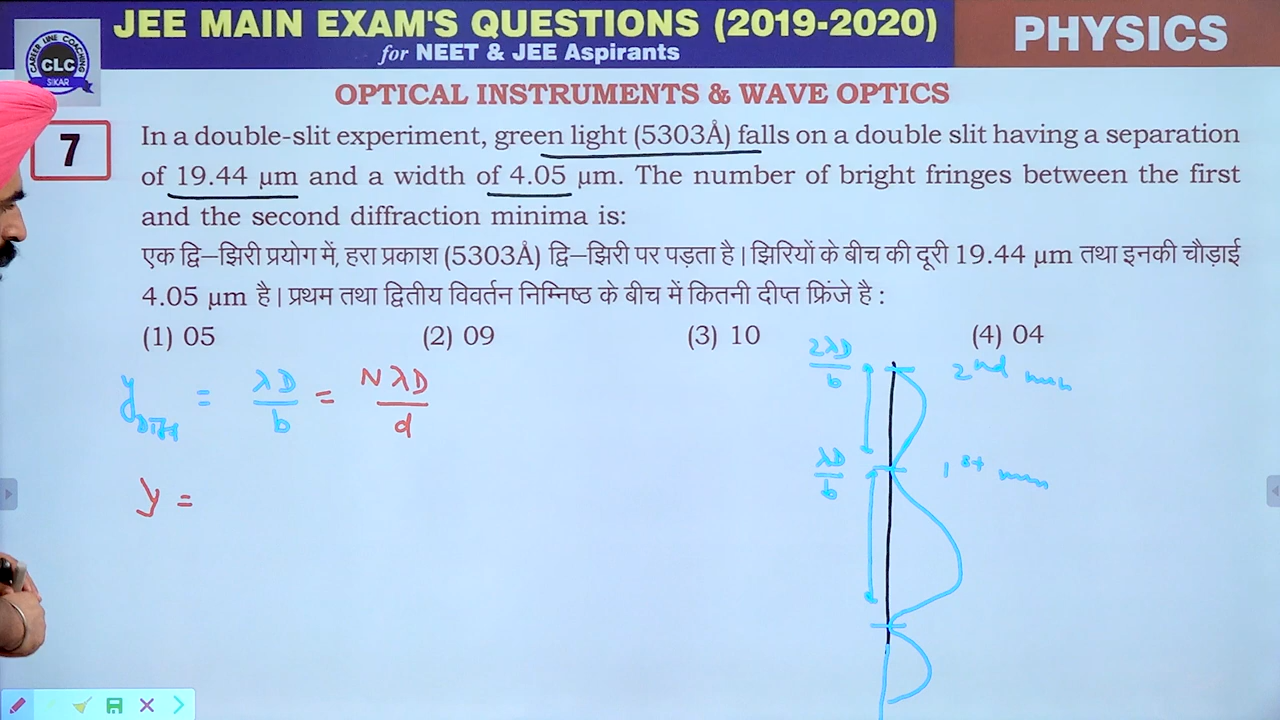 JEE MAIN EXAM'S QUESTIONS (2019-2020)
for NEET & JEE Aspirants
PHYSICS
CAREER LINE COACHING
CLC
SIKAR
OPTICAL INSTRUMENTS & WAVE OPTICS
7
In a double-slit experiment, green light (5303Å) falls on a double slit having a separation
of 19.44 μm and a width of 4.05 μm. The number of bright fringes between the first
and the second diffraction minima is:
एक द्वि–झिरी प्रयोग में, हरा प्रकाश (5303Å) द्वि–झिरी पर पड़ता है। झिरियों के बीच की दूरी 19.44 μm तथा इनकी चौड़ाई
4.05 μm है। प्रथम तथा द्वितीय विवर्तन निम्निष्ठ के बीच में कितनी दीप्त फ्रिंजे है :
(1) 05 (2) 09 (3) 10 (4) 04
2λD/b 2nd min
y = λD/b = NλD/d
λD/b 1st min
y =